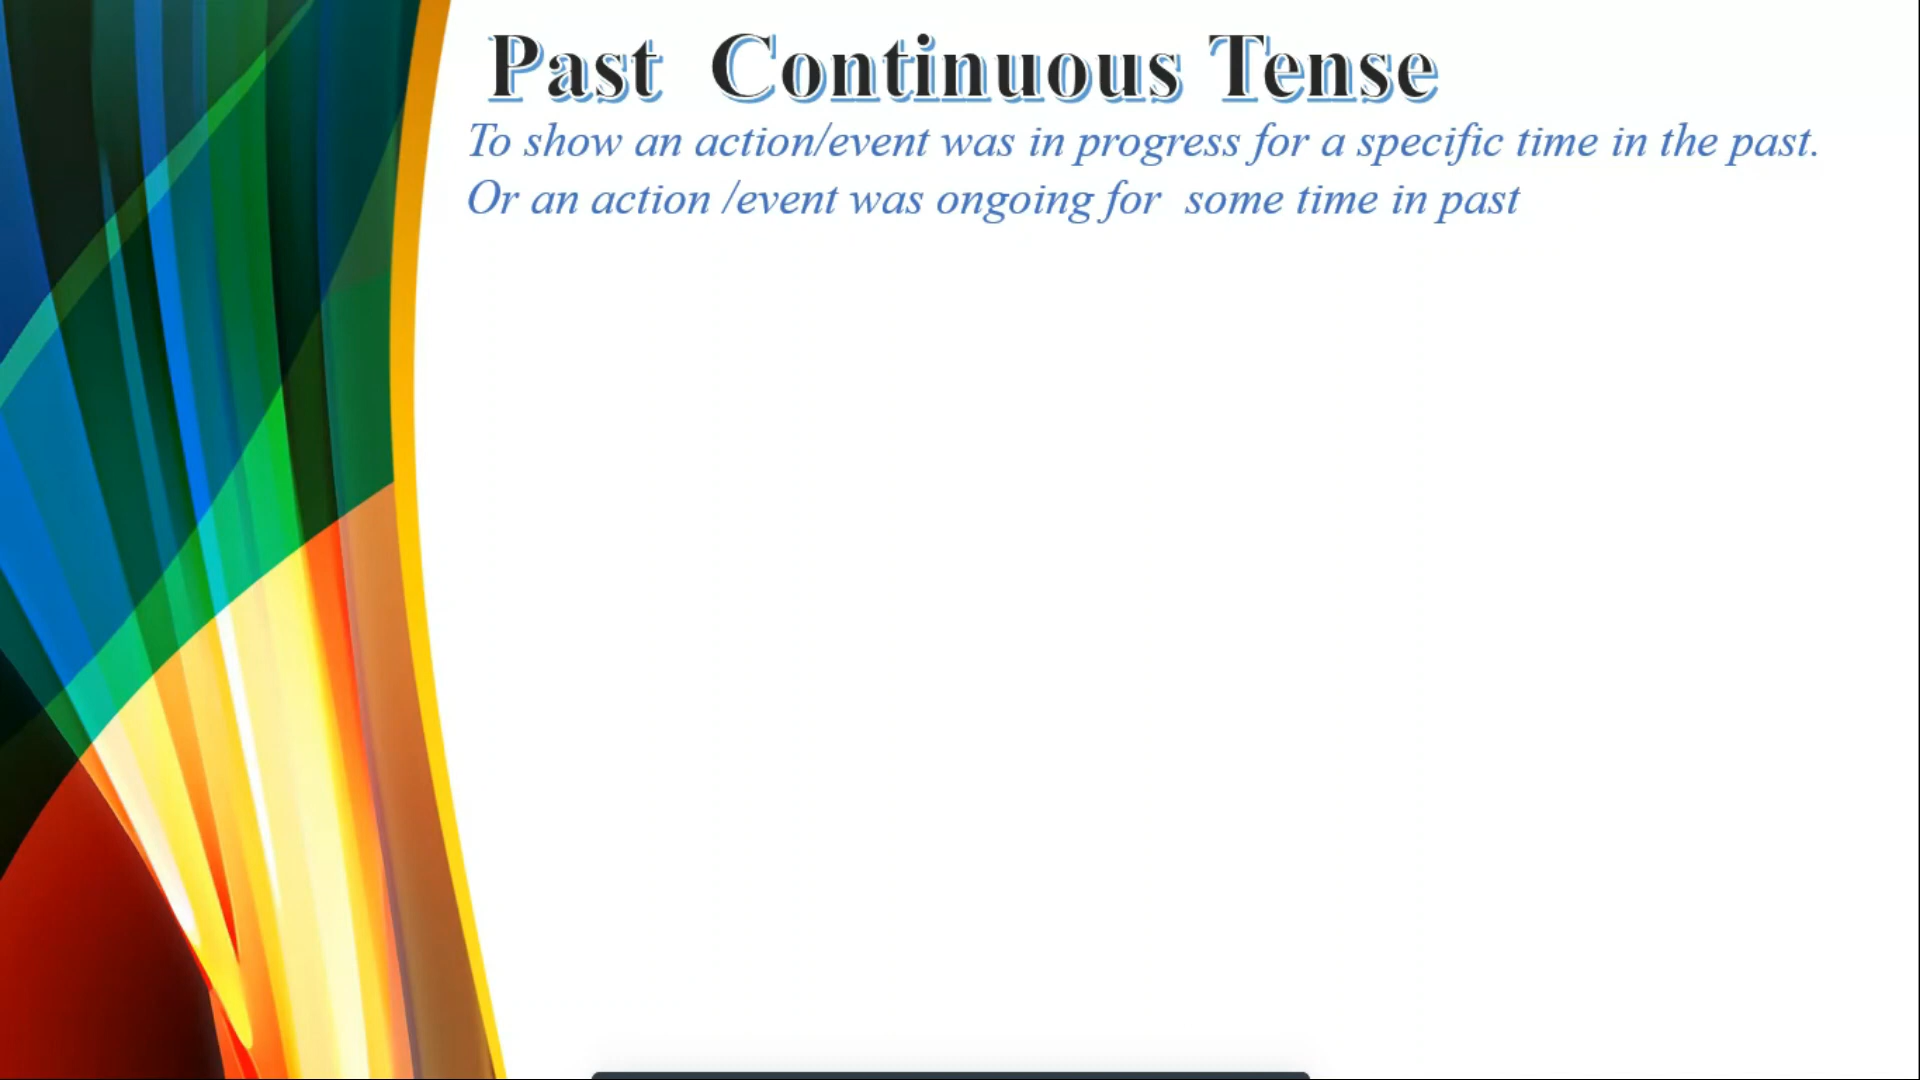 Past Continuous Tense
To show an action/event was in progress for a specific time in the past.
Or an action /event was ongoing for some time in past